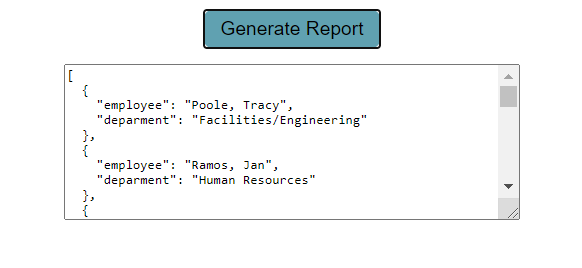 Generate Report
[
  {
    "employee": "Poole, Tracy",
    "deparment": "Facilities/Engineering"
  },
  {
    "employee": "Ramos, Jan",
    "deparment": "Human Resources"
  },
  {